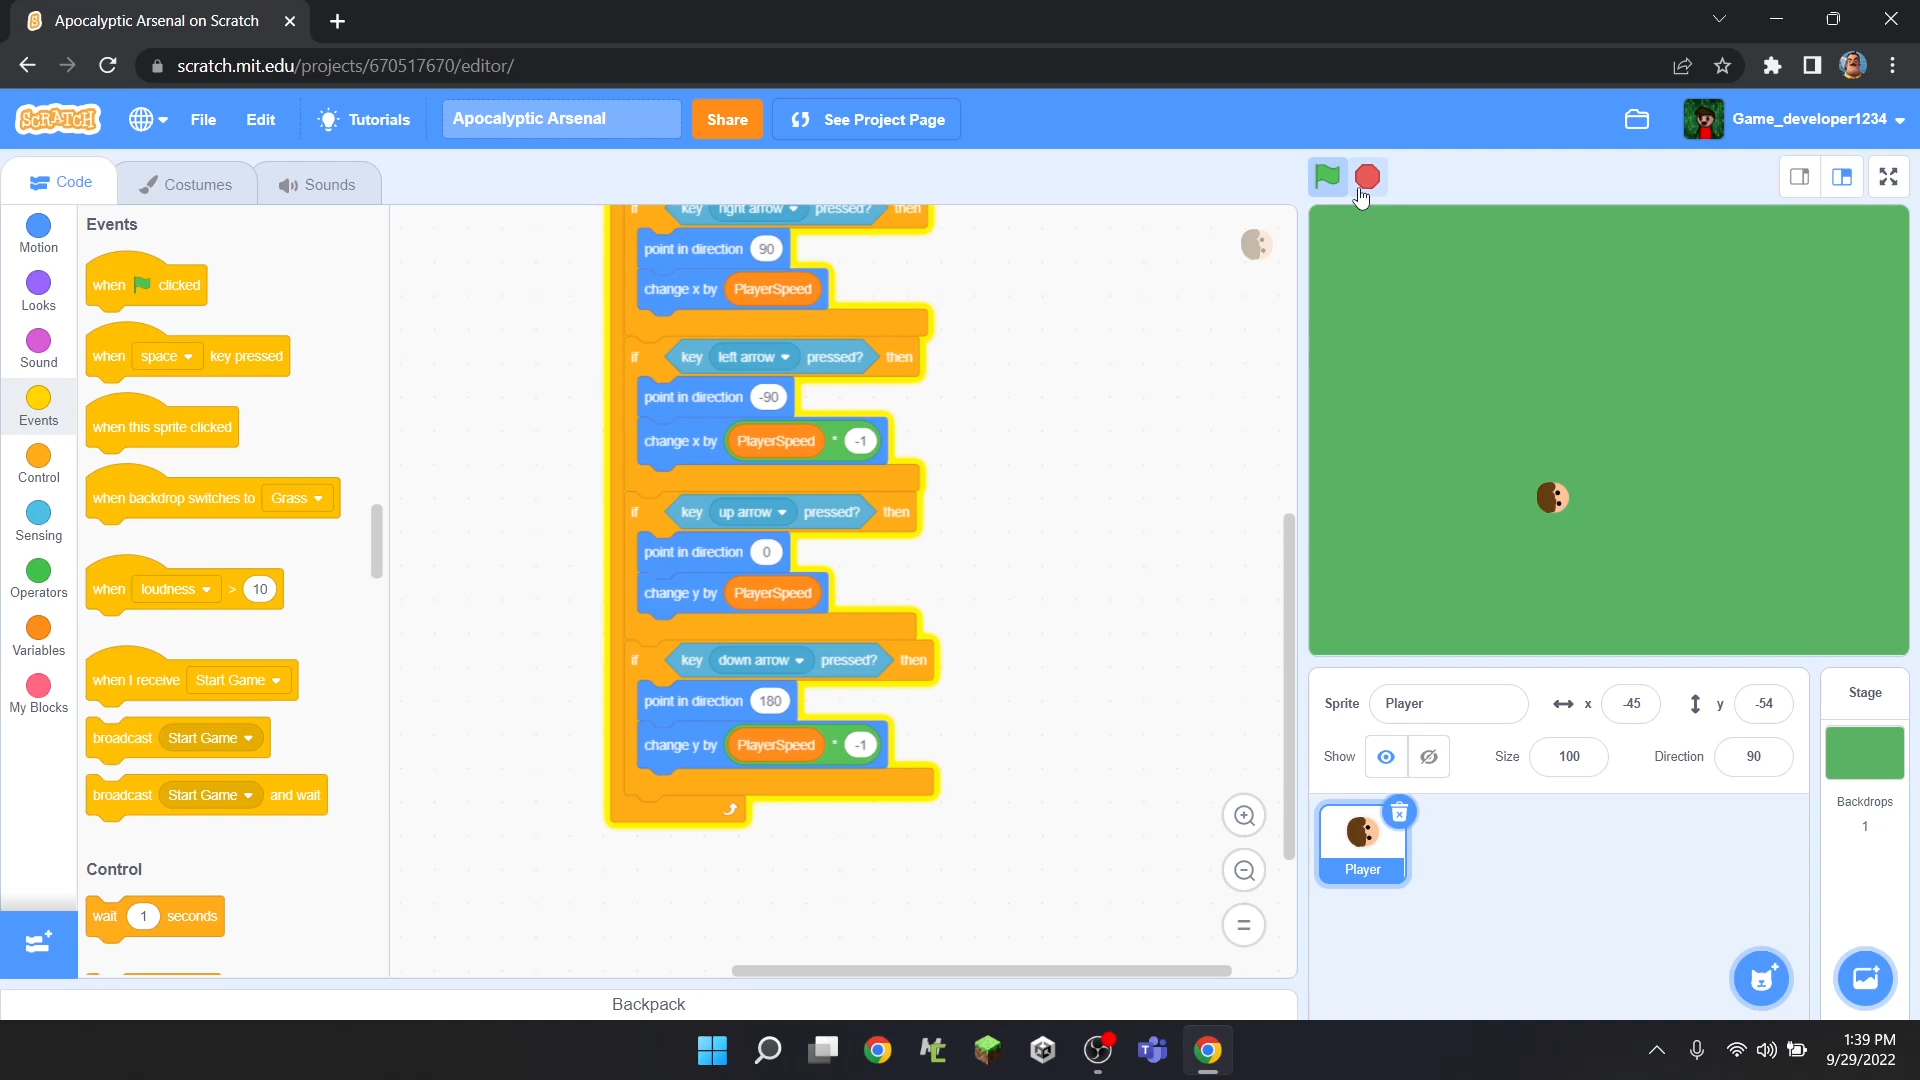 Apocalyptic Arsenal on Scratch
scratch.mit.edu/projects/670517670/editor/
SCRATCH
File
Edit
Tutorials
Apocalyptic Arsenal
Share
See Project Page
Game_developer1234
Code
Costumes
Sounds
Motion
Looks
Sound
Events
Control
Sensing
Operators
Variables
My Blocks
Events
when clicked
when space key pressed
when this sprite clicked
when backdrop switches to Grass
when loudness > 10
when I receive Start Game
broadcast Start Game
broadcast Start Game and wait
Control
wait 1 seconds
if key right arrow pressed? then
point in direction 90
change x by PlayerSpeed
if key left arrow pressed? then
point in direction -90
change x by PlayerSpeed * -1
if key up arrow pressed? then
point in direction 0
change y by PlayerSpeed
if key down arrow pressed? then
point in direction 180
change y by PlayerSpeed * -1
Backpack
Sprite Player x -45 y -54
Show Size 100 Direction 90
Player
Stage
Backdrops
1
1:39 PM
9/29/2022